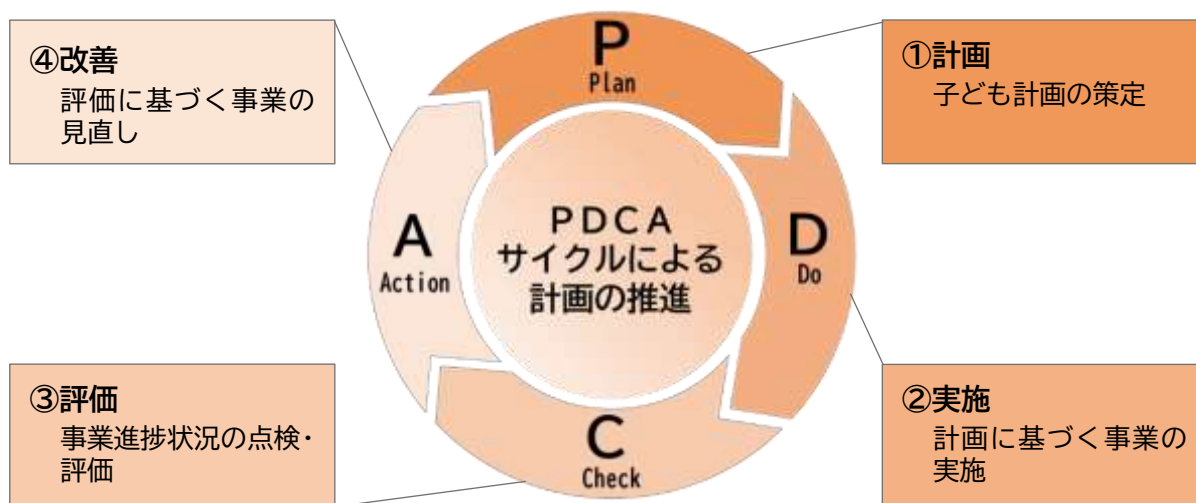 ④改善
評価に基づく事業の
見直し
P
Plan
①計画
子ども計画の策定
A
Action
PDCA
サイクルによる
計画の推進
D
Do
③評価
事業進捗状況の点検・
評価
C
Check
②実施
計画に基づく事業の
実施